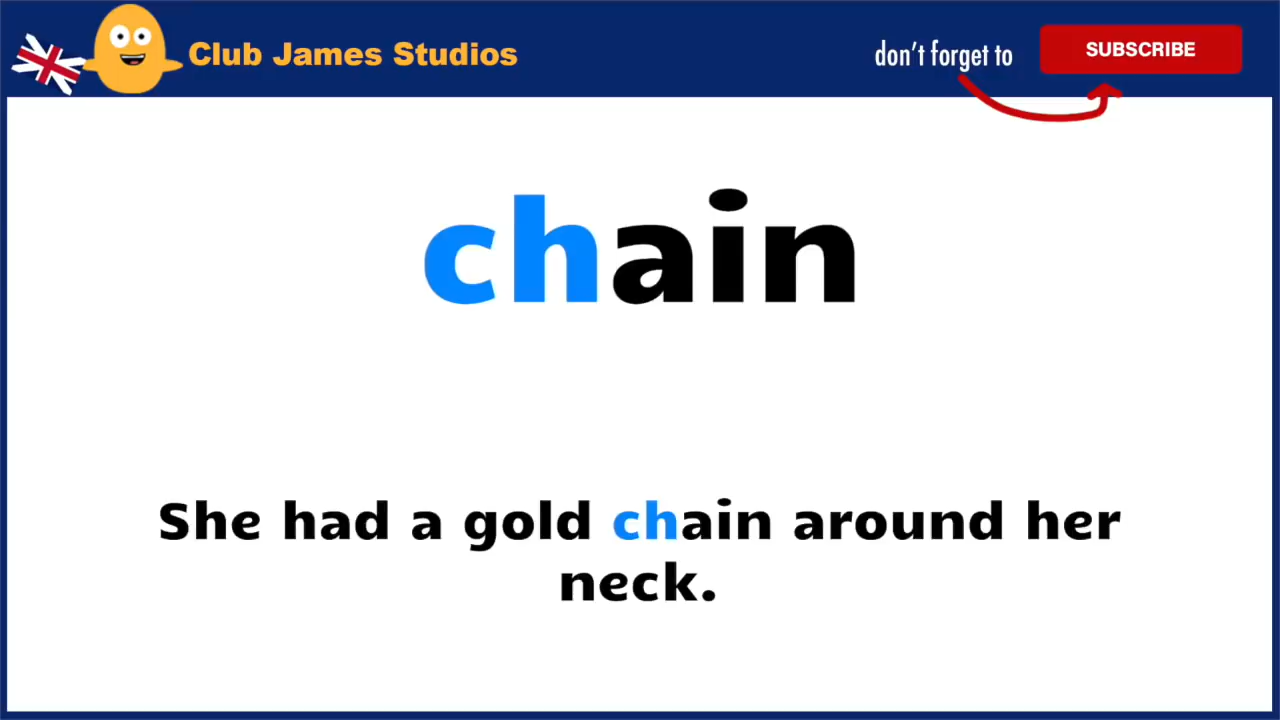 Club James Studios
don't forget to
SUBSCRIBE
chain
She had a gold chain around her
neck.